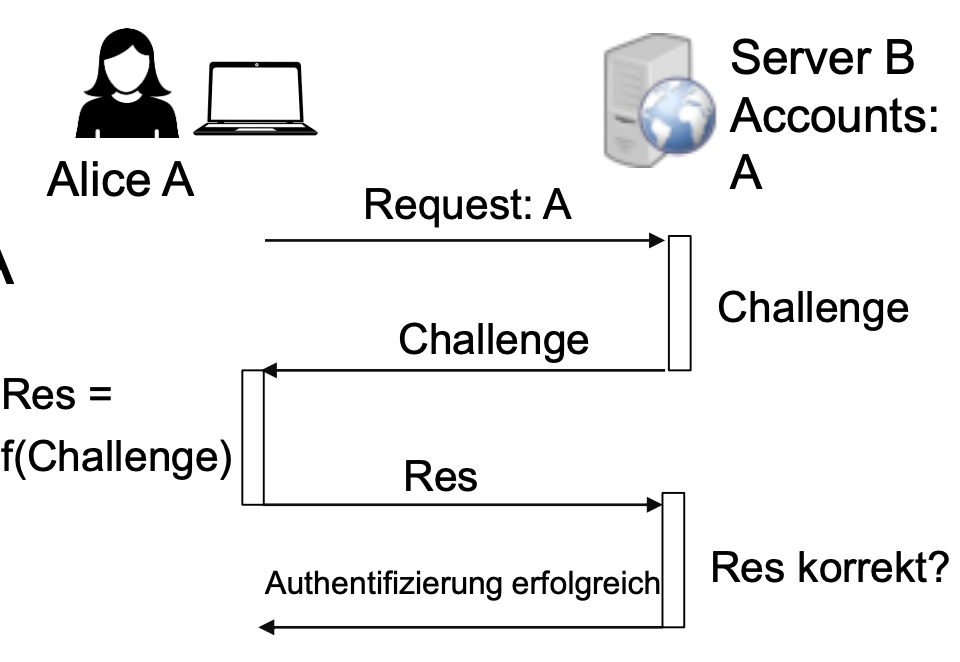 Server B
Accounts:
A
Alice A
Request: A
A
Challenge
Challenge
Res =
f(Challenge)
Res
Res korrekt?
Authentifizierung erfolgreich